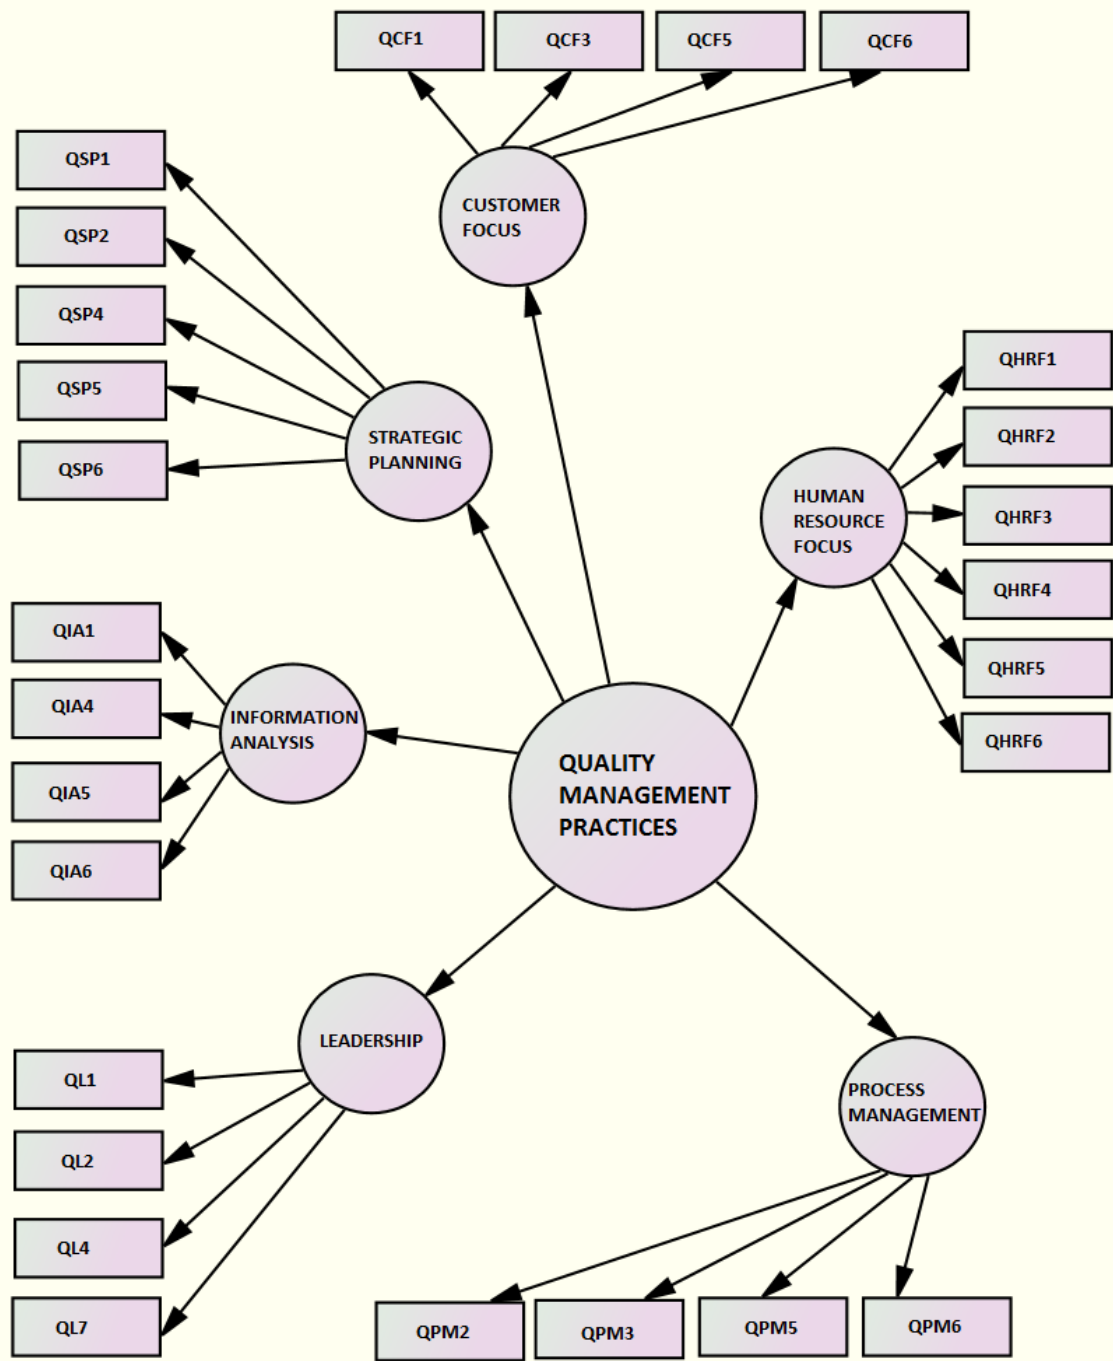 QCF1
QCF3
QCF5
QCF6
QSP1
QSP2
QSP4
QSP5
QSP6
CUSTOMER
FOCUS
STRATEGIC
PLANNING
HUMAN
RESOURCE
FOCUS
QHRF1
QHRF2
QHRF3
QHRF4
QHRF5
QHRF6
QIA1
QIA4
QIA5
QIA6
INFORMATION
ANALYSIS
QUALITY
MANAGEMENT
PRACTICES
LEADERSHIP
QL1
QL2
QL4
QL7
PROCESS
MANAGEMENT
QPM2
QPM3
QPM5
QPM6